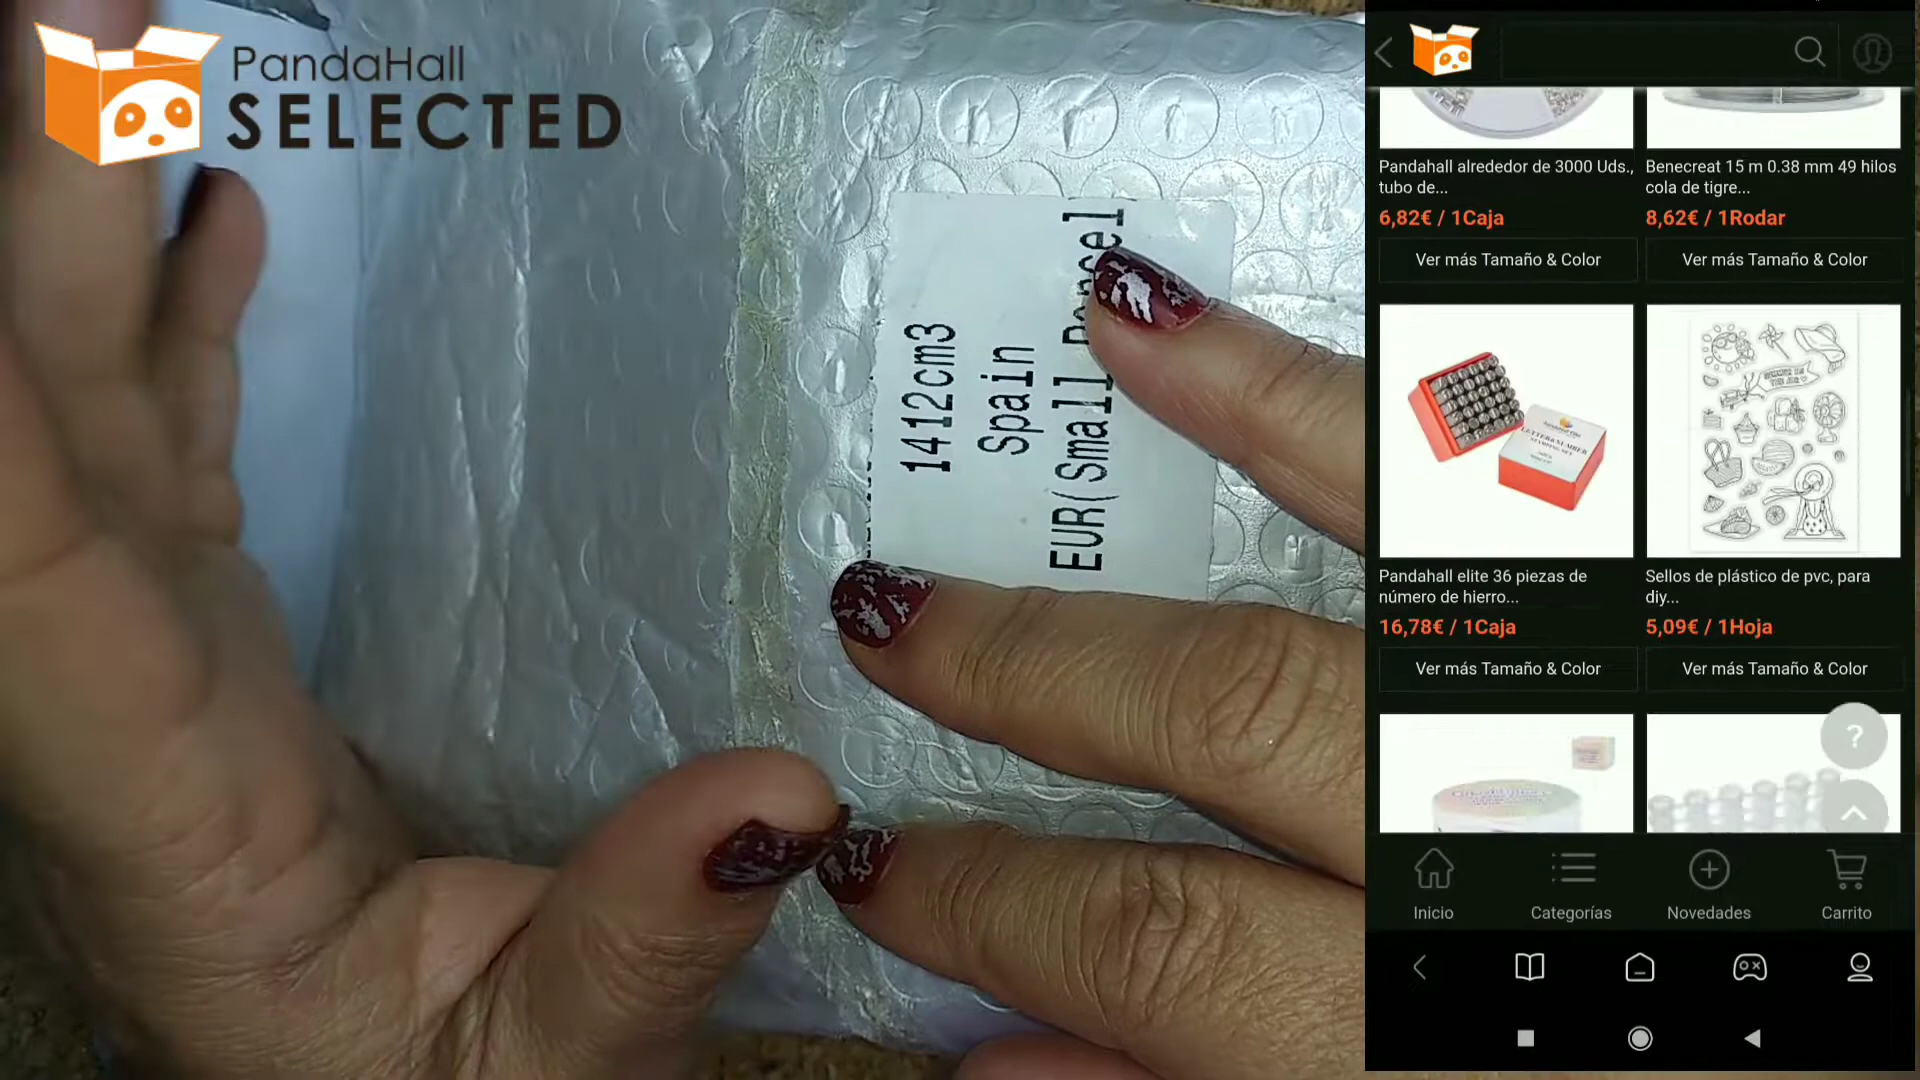 PandaHall
SELECTED
1412cm3
Spain
EUR(Small
Pandahall alrededor de 3000 Uds.,
tubo de...
6,82€ / 1Caja
Ver más Tamaño & Color
Benecreat 15 m 0.38 mm 49 hilos
cola de tigre...
8,62€ / 1Rodar
Ver más Tamaño & Color
Pandahall elite 36 piezas de
número de hierro...
16,78€ / 1Caja
Ver más Tamaño & Color
Sellos de plástico de pvc, para
diy...
5,09€ / 1Hoja
Ver más Tamaño & Color
?
Inicio
Categorías
Novedades
Carrito